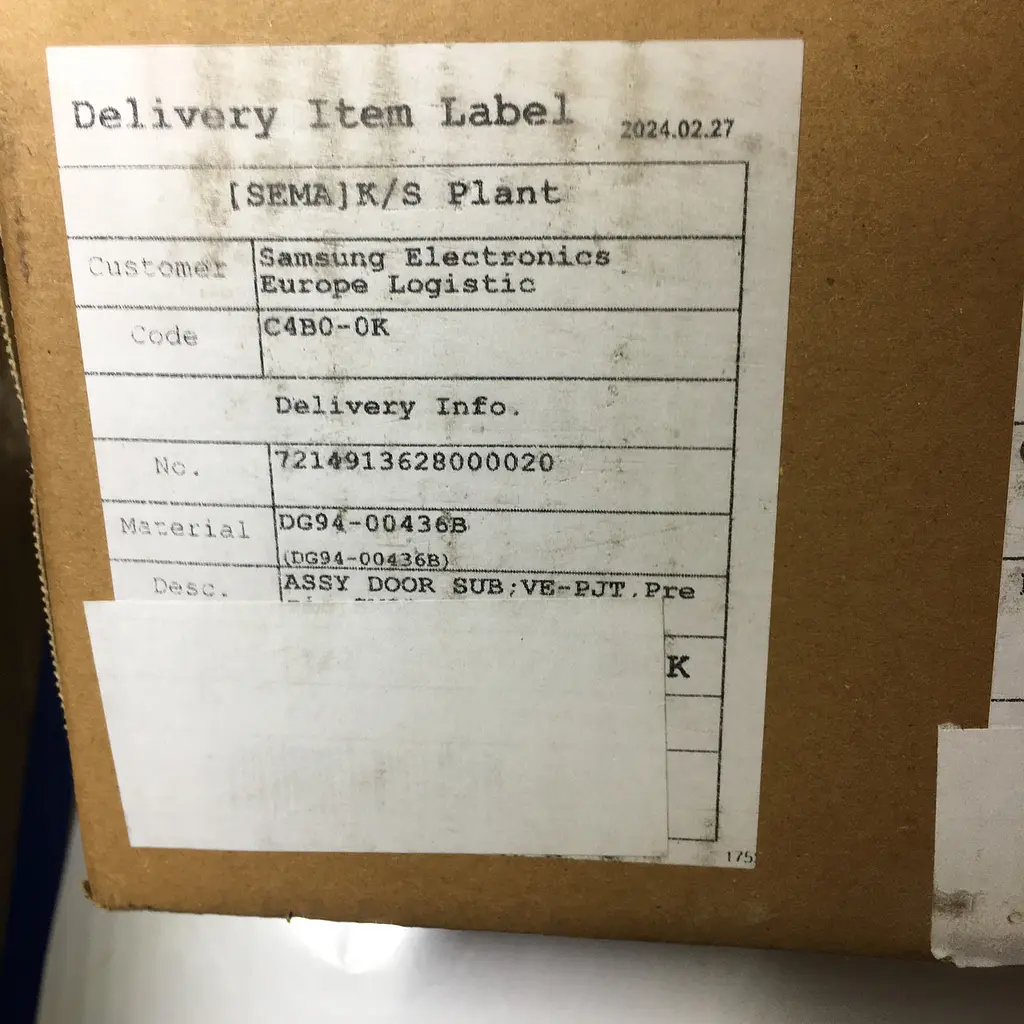 Delivery Item Label
2024.02.27
[SEMA]K/S Plant
Customer
Samsung Electronics
Europe Logistic
Code
C4B0-0K
Delivery Info.
No.
7214913628000020
Material
DG94-00436B
(DG94-00436B)
Desc.
ASSY DOOR SUB;VE-PJT.Pre
K